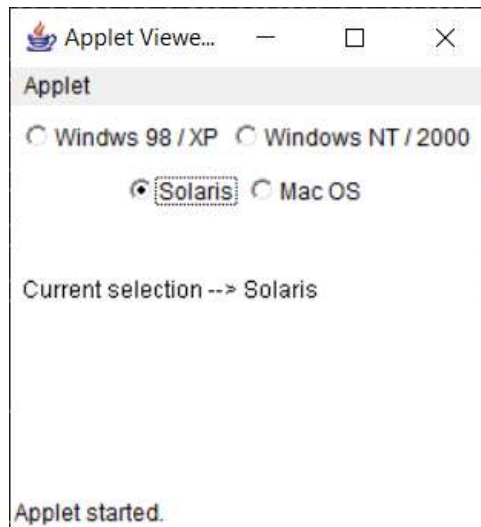 Applet Viewe...
Applet
Windws 98 / XP Windows NT / 2000
Solaris Mac OS
Current selection --> Solaris
Applet started.